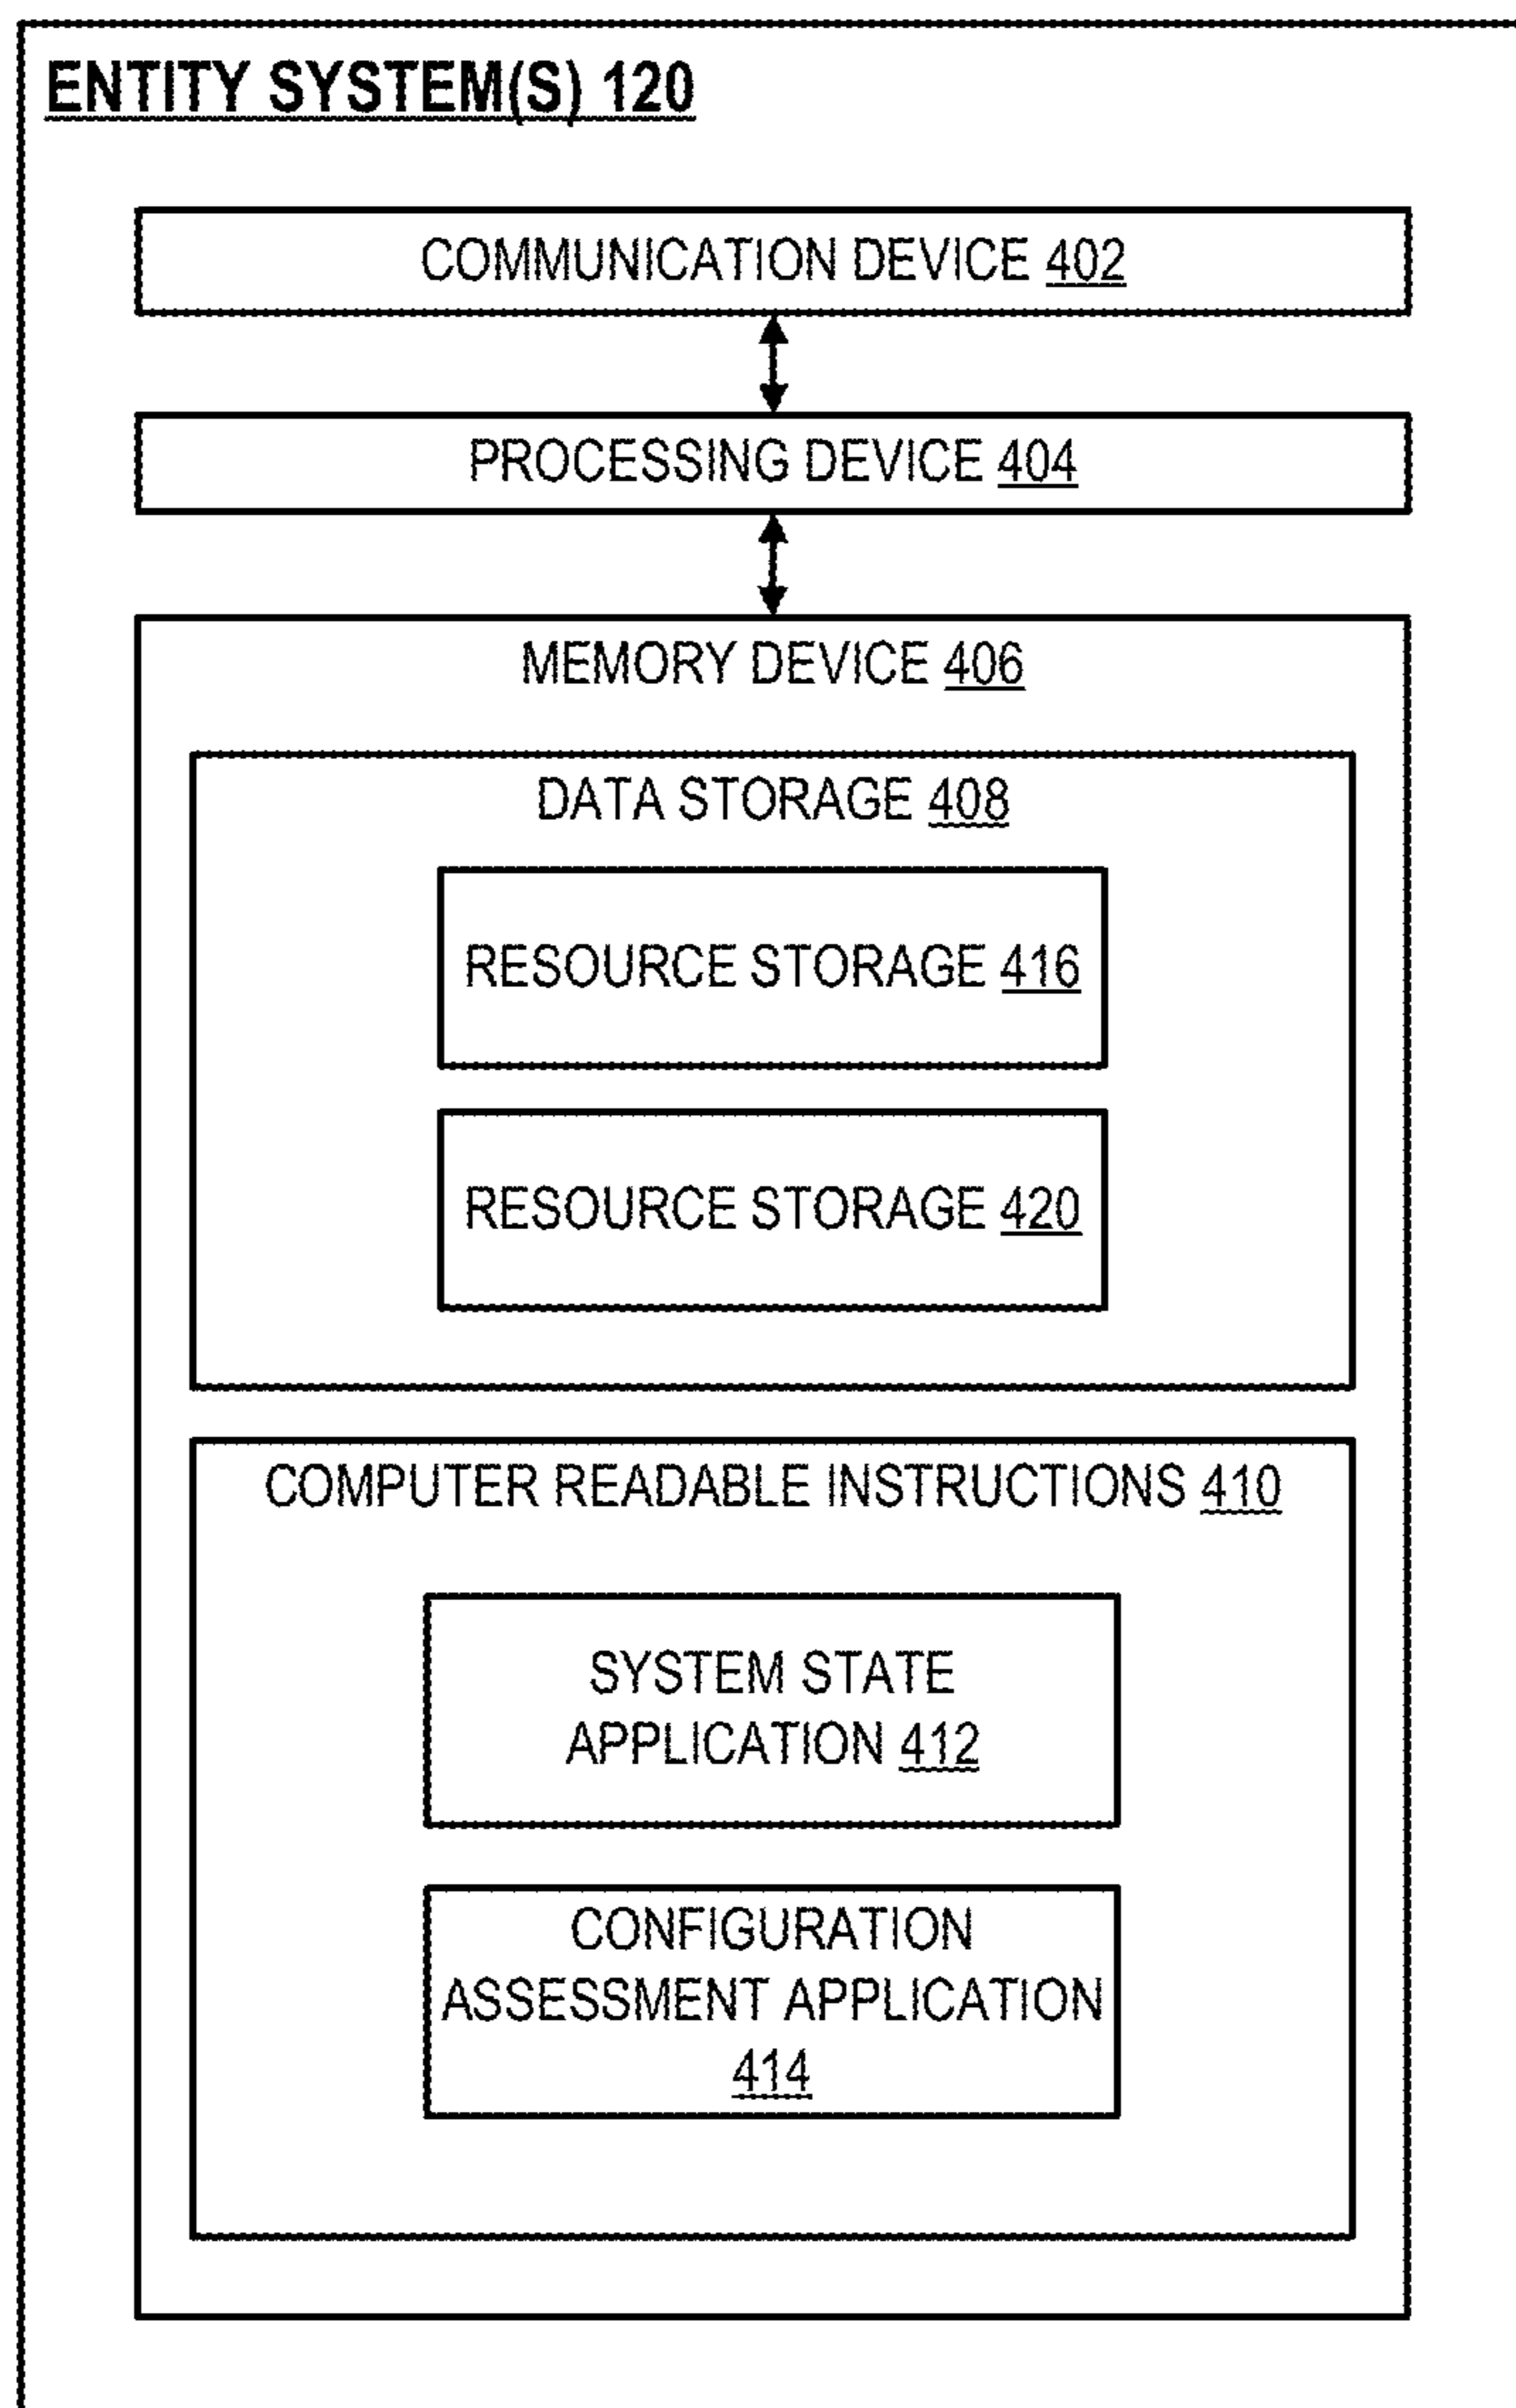 ENTITY SYSTEM(S) 120
COMMUNICATION DEVICE 402
PROCESSING DEVICE 404
MEMORY DEVICE 406
DATA STORAGE 408
RESOURCE STORAGE 416
RESOURCE STORAGE 420
COMPUTER READABLE INSTRUCTIONS 410
SYSTEM STATE
APPLICATION 412
CONFIGURATION
ASSESSMENT APPLICATION
414